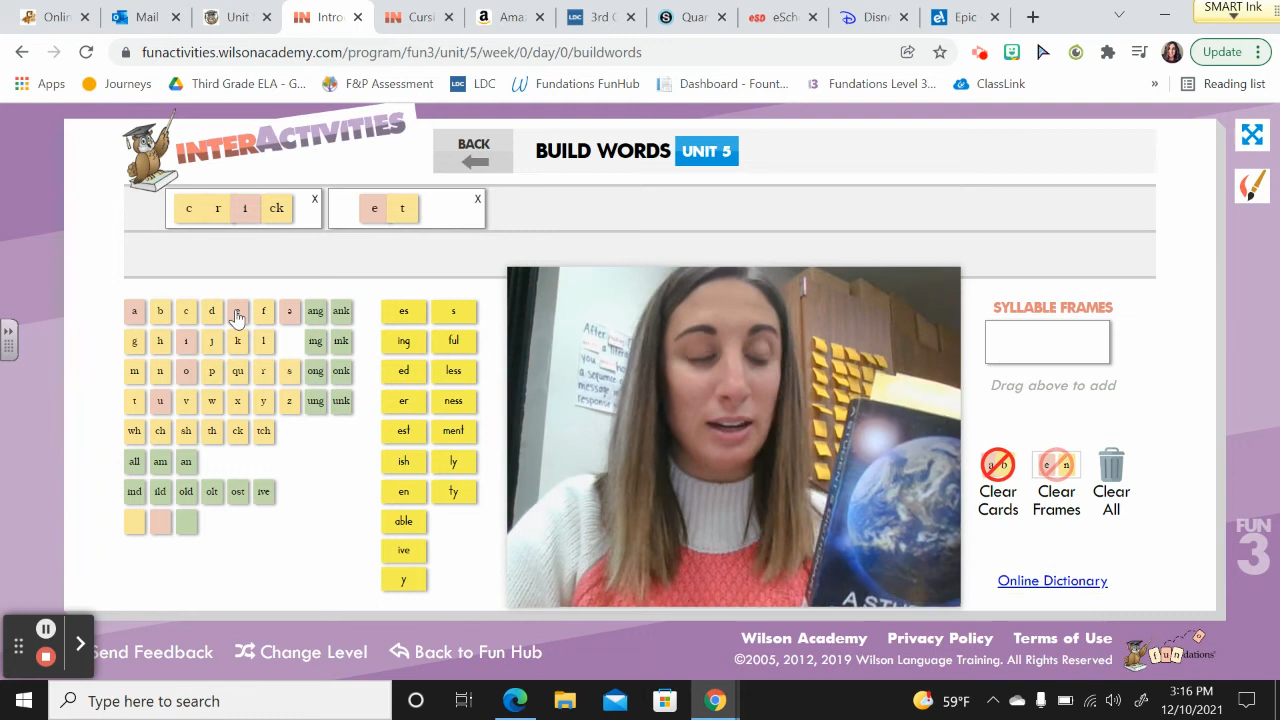 Onlin
Mail
Unit
Intro
Cursi
Ama
3rd C
Quar
eSch
Disn
Epic
SMART Ink
funactivities.wilsonacademy.com/program/fun3/unit/5/week/0/day/0/buildwords
Update
Apps
Journeys
Third Grade ELA - G...
F&P Assessment
LDC
Fundations FunHub
Dashboard - Fount...
Fundations Level 3...
ClassLink
»
Reading list
INTERACTIVITIES
BACK
BUILD WORDS UNIT 5
c r i ck X
e t X
a b c d e f ə ang ank
g h i j k l ing ink
m n o p qu r s ong onk
t u v w x y z ung unk
wh ch sh th ck tch
all am an
ind ild old olt ost ive
es s
ing ful
ed less
er ness
est ment
ish ly
en ty
able
ive
y
After
A STU
SYLLABLE FRAMES
Drag above to add
a b
e n
Clear Cards
Clear Frames
Clear All
Online Dictionary
FUN 3
Send Feedback
Change Level
Back to Fun Hub
Wilson Academy
Privacy Policy
Terms of Use
©2005, 2012, 2019 Wilson Language Training. All Rights Reserved
fundations®
Type here to search
59°F
3:16 PM
12/10/2021